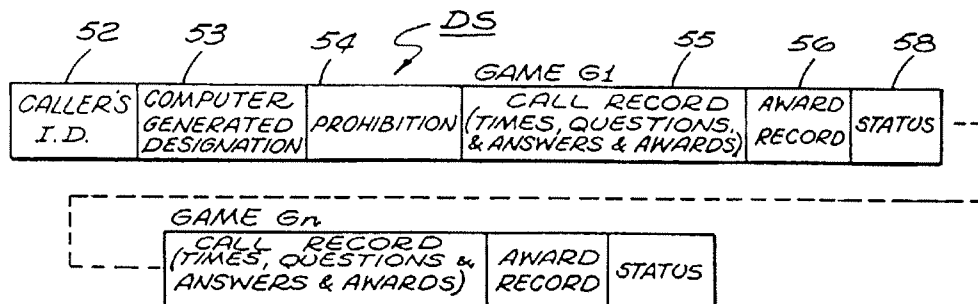 DS
52 53 54 55 56 58
GAME G1
CALLER'S I.D.
COMPUTER GENERATED DESIGNATION
PROHIBITION
CALL RECORD
(TIMES, QUESTIONS, & ANSWERS & AWARDS)
AWARD RECORD
STATUS
GAME Gn
CALL RECORD
(TIMES, QUESTIONS & ANSWERS & AWARDS)
AWARD RECORD
STATUS